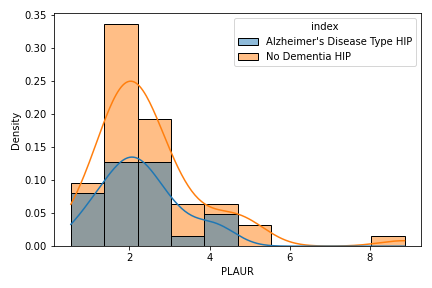 index
Alzheimer's Disease Type HIP
No Dementia HIP
0.35
0.30
0.25
0.20
0.15
0.10
0.05
0.00
Density
2
4
6
8
PLAUR